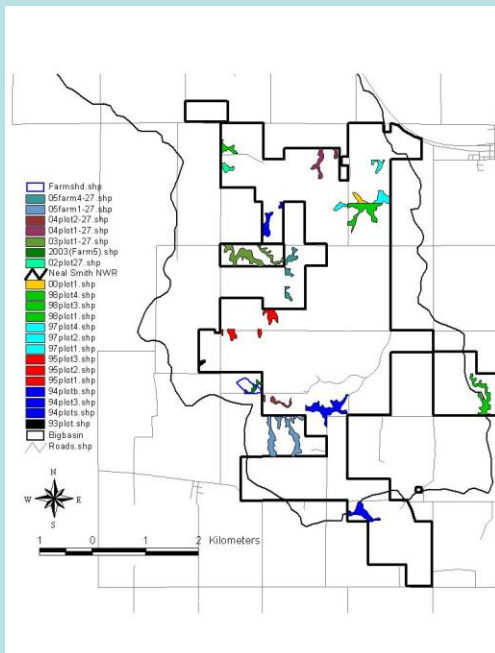 Farmshd.shp
05farm4-27.shp
05farm1-27.shp
04plot2-27.shp
04plot1-27.shp
03plot1-27.shp
2003(Farm5).shp
02plot27.shp
Neal Smith NWR
00plot1.shp
98plot4.shp
98plot3.shp
98plot1.shp
97plot4.shp
97plot2.shp
97plot1.shp
95plot3.shp
95plot2.shp
95plot1.shp
94plotb.shp
94plot3.shp
94plots.shp
93plot.shp
Bigbasin
Roads.shp
N
W E
S
1 0 1 2 Kilometers